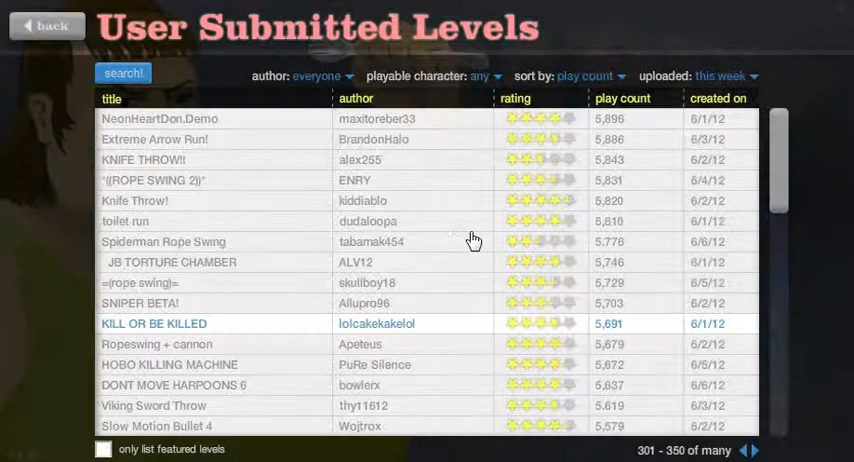 back
User Submitted Levels
search!
author: everyone playable character: any sort by: play count uploaded: this week
title author rating play count created on
NeonHeartDon.Demo maxitoreber33 5,896 6/1/12
Extreme Arrow Run! BrandonHalo 5,886 6/3/12
KNIFE THROW!! alex255 5,843 6/2/12
*((ROPE SWING 2))* ENRY 5,831 6/4/12
Knife Throw! kiddiablo 5,820 6/2/12
toilet run dudaloopa 5,810 6/1/12
Spiderman Rope Swing tabamak454 5,776 6/6/12
JB TORTURE CHAMBER ALV12 5,746 6/1/12
=(rope swing)= skullboy18 5,729 6/5/12
SNIPER BETA! Allupro96 5,703 6/2/12
KILL OR BE KILLED lolcakekakelol 5,691 6/1/12
Ropeswing + cannon Apeteus 5,679 6/2/12
HOBO KILLING MACHINE PuRe Silence 5,672 6/5/12
DONT MOVE HARPOONS 6 bowlerx 5,637 6/6/12
Viking Sword Throw thy11612 5,619 6/3/12
Slow Motion Bullet 4 Wojtrox 5,579 6/2/12
only list featured levels 301 - 350 of many